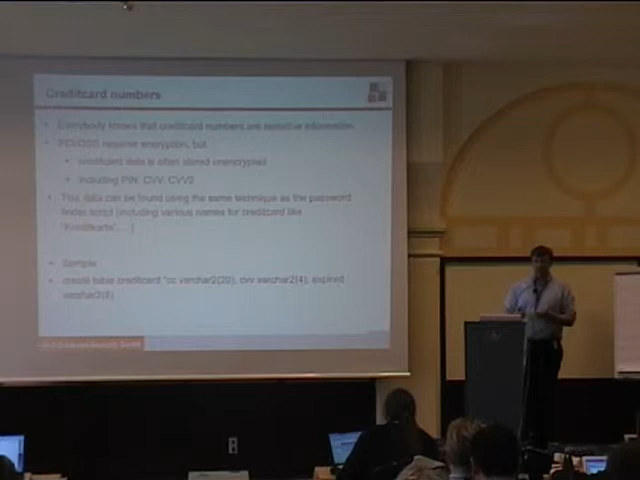 Creditcard numbers
Everybody knows that creditcard numbers are sensitive information.
PCI/DSS requires encryption, but
creditcard data is often stored unencrypted
including PIN, CVV, CVV2
This data can be found using the same technique as the password
finder script (including various names for creditcard like
"Kreditkarte",…)
Sample:
create table creditcard (cc varchar2(20), cvv varchar2(4), expired
varchar2(6)